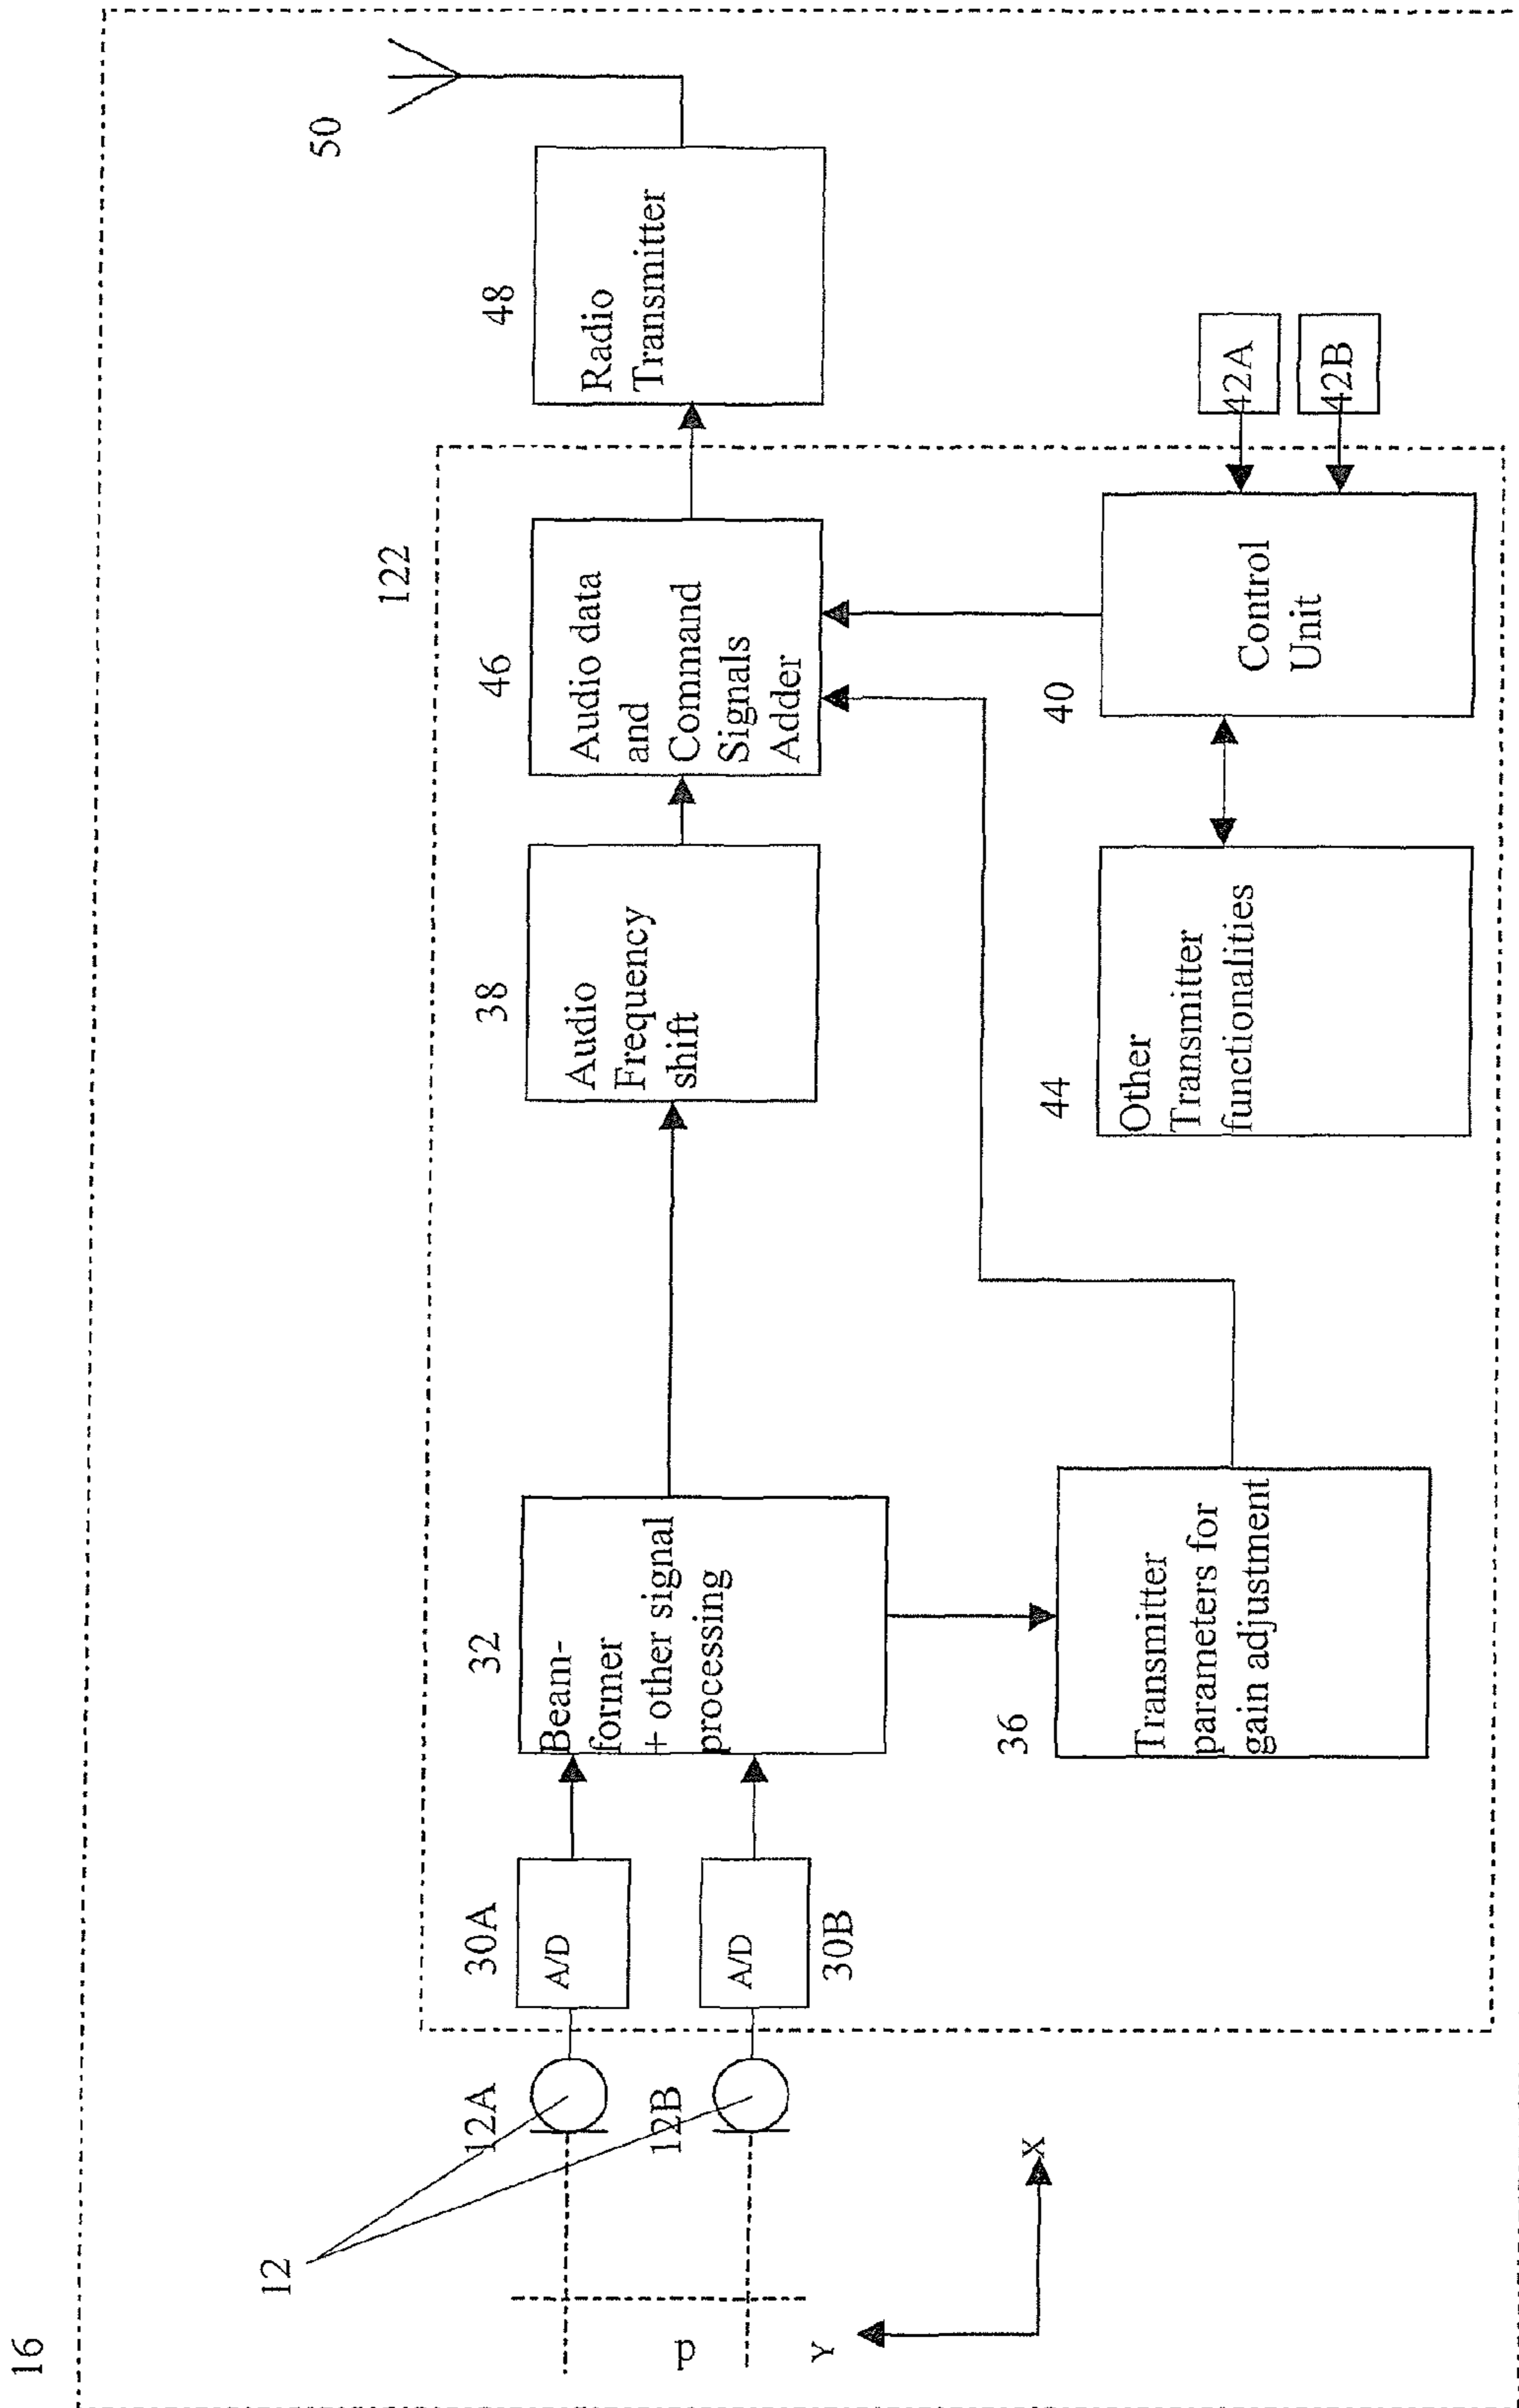 16
12
50
122
12A
30A
32
38
46
48
A/D
Beam-
former
+ other signal
processing
Audio
Frequency
shift
Audio data
and
Command
Signals
Adder
Radio
Transmitter
12B
d
A/D
30B
Y
X
36
44
40
Transmitter
parameters for
gain adjustment
Other
Transmitter
functionalities
Control
Unit
42A
42B